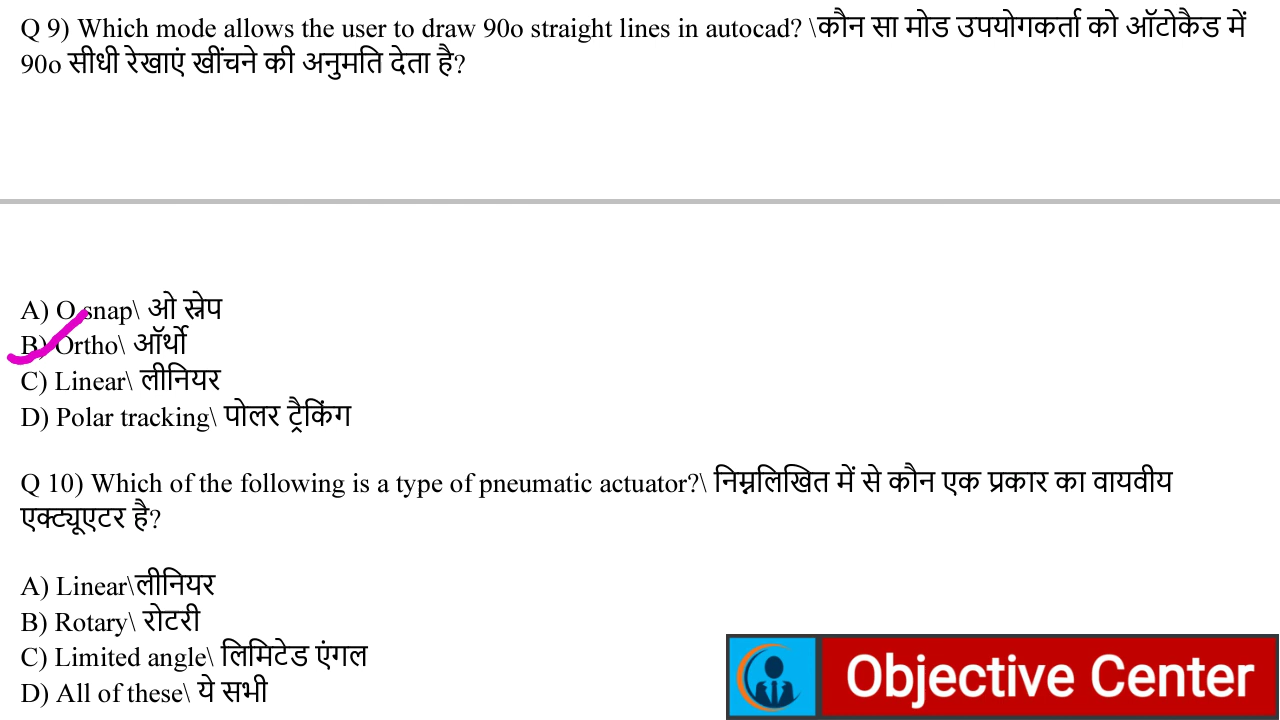 Q 9) Which mode allows the user to draw 90o straight lines in autocad? \कौन सा मोड उपयोगकर्ता को ऑटोकैड में
90o सीधी रेखाएं खींचने की अनुमति देता है?
A) O snap\ ओ स्नेप
B) Ortho\ ऑर्थो
C) Linear\ लीनियर
D) Polar tracking\ पोलर ट्रैकिंग
Q 10) Which of the following is a type of pneumatic actuator?\ निम्नलिखित में से कौन एक प्रकार का वायवीय
एक्ट्यूएटर है?
A) Linear\लीनियर
B) Rotary\ रोटरी
C) Limited angle\ लिमिटेड एंगल
D) All of these\ ये सभी
Objective Center